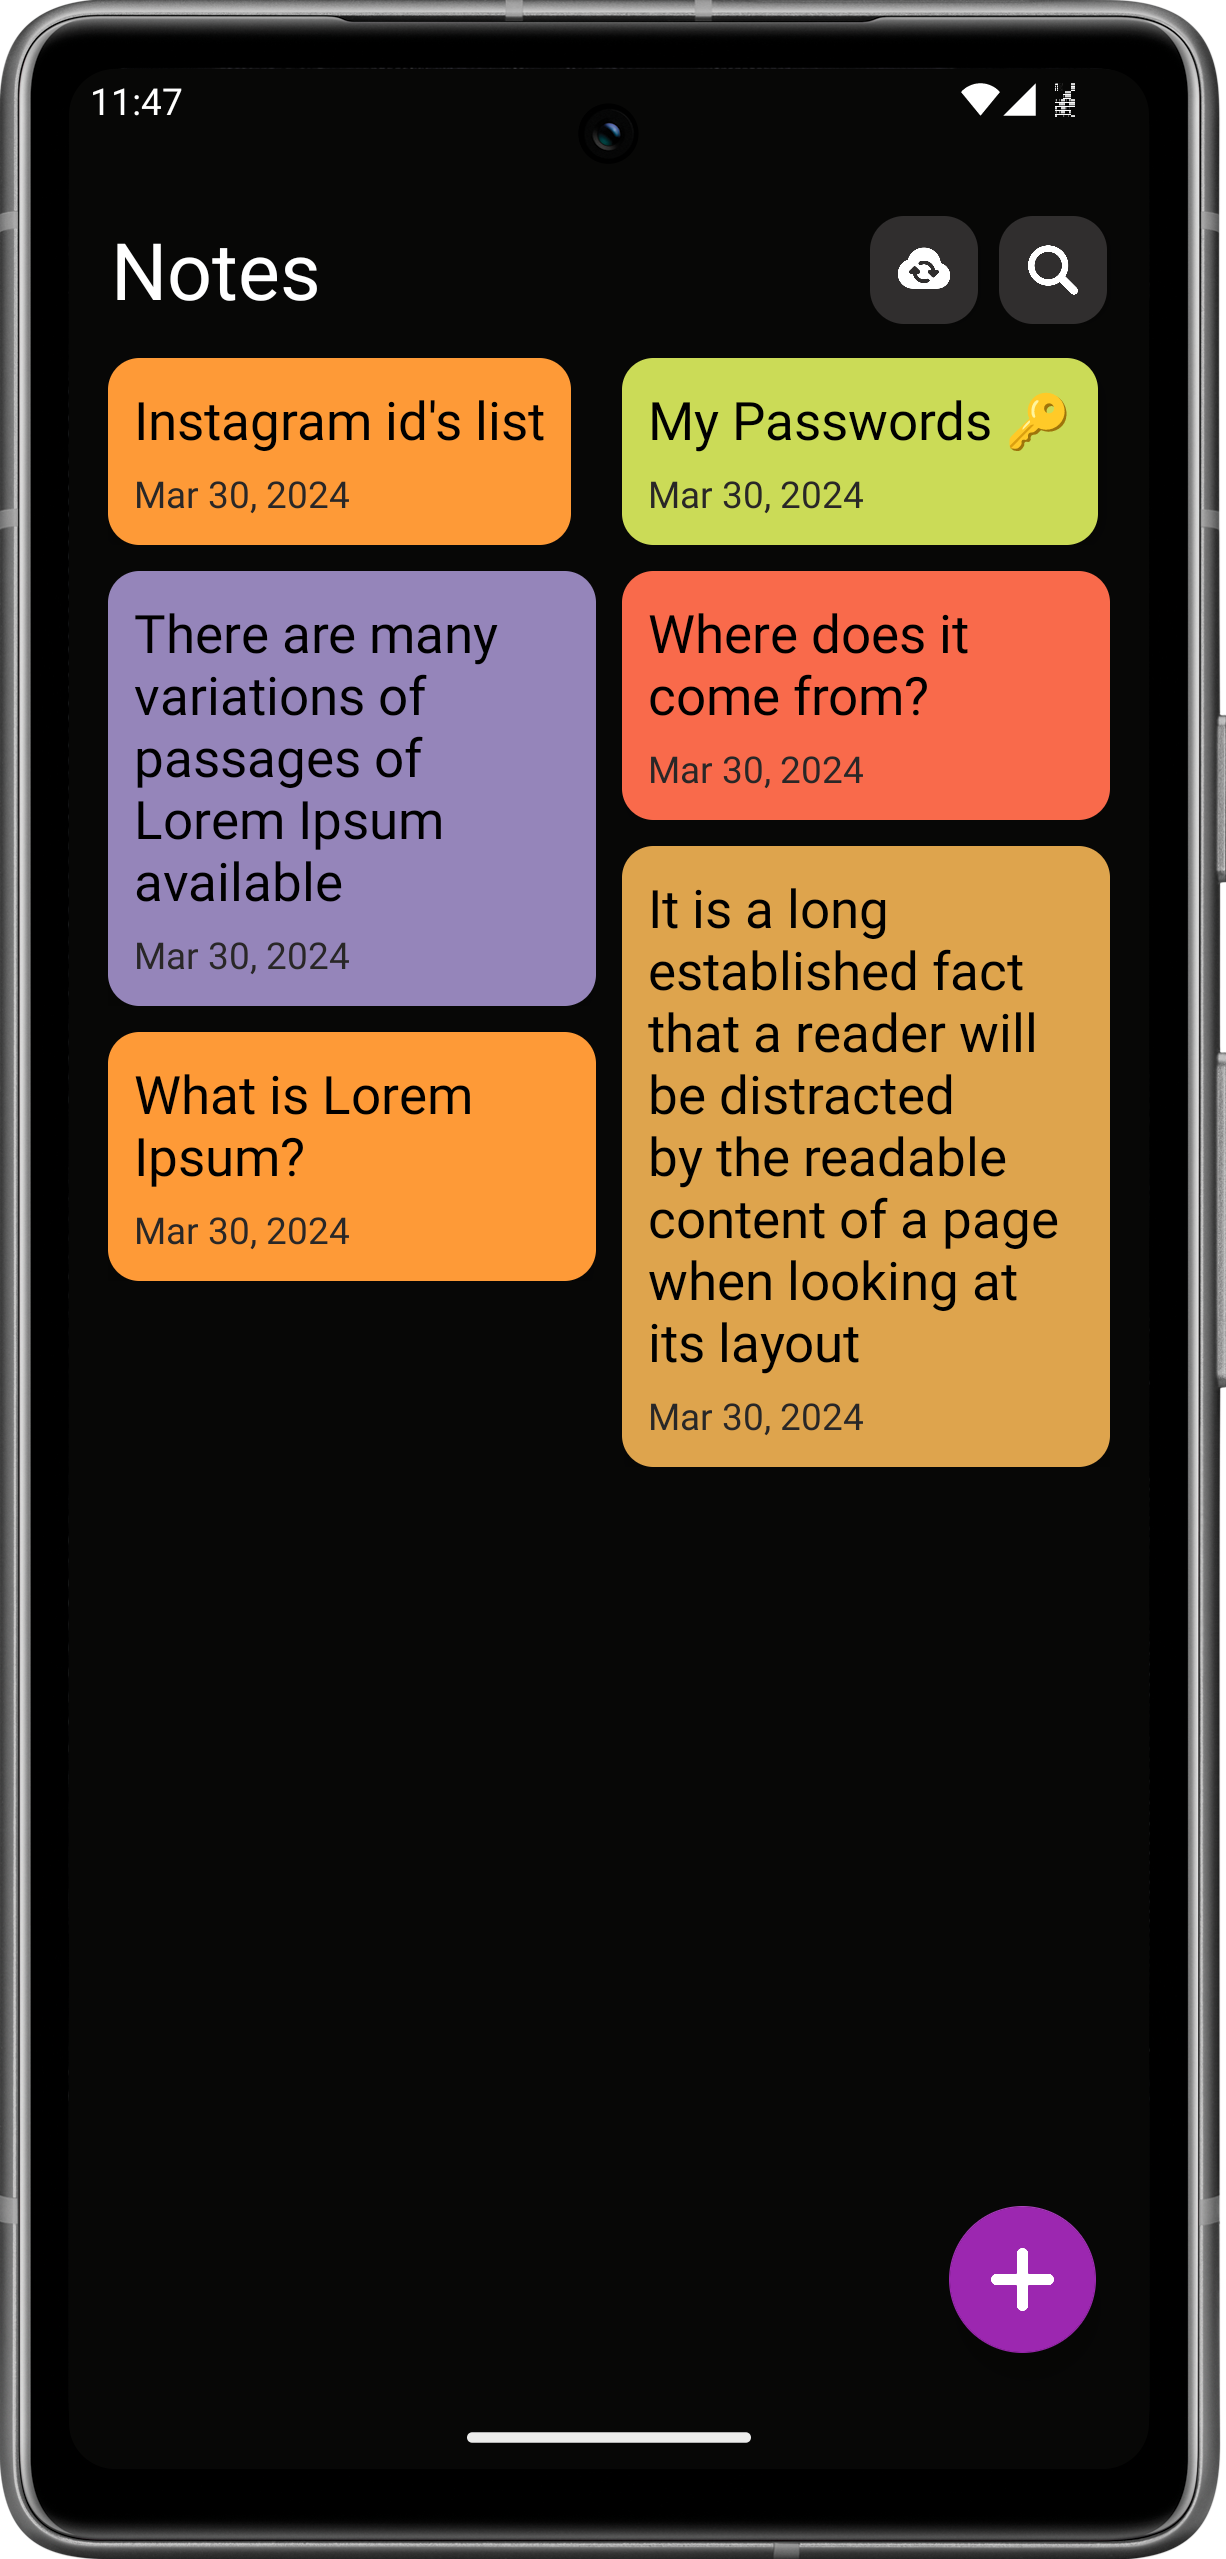 11:47
Notes
Instagram id's list
Mar 30, 2024
My Passwords 🔑
Mar 30, 2024
There are many
variations of
passages of
Lorem Ipsum
available
Mar 30, 2024
Where does it
come from?
Mar 30, 2024
What is Lorem
Ipsum?
Mar 30, 2024
It is a long
established fact
that a reader will
be distracted
by the readable
content of a page
when looking at
its layout
Mar 30, 2024